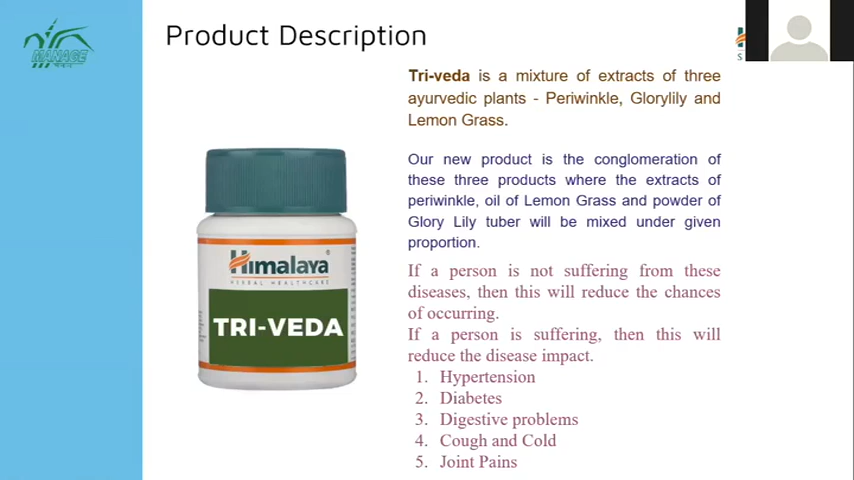 MANAGE
Product Description
Tri-veda is a mixture of extracts of three
ayurvedic plants - Periwinkle, Glorylily and
Lemon Grass.
Our new product is the conglomeration of
these three products where the extracts of
periwinkle, oil of Lemon Grass and powder of
Glory Lily tuber will be mixed under given
proportion.
If a person is not suffering from these
diseases, then this will reduce the chances
of occurring.
If a person is suffering, then this will
reduce the disease impact.
1. Hypertension
2. Diabetes
3. Digestive problems
4. Cough and Cold
5. Joint Pains
Himalaya
HERBAL HEALTHCARE
TRI-VEDA